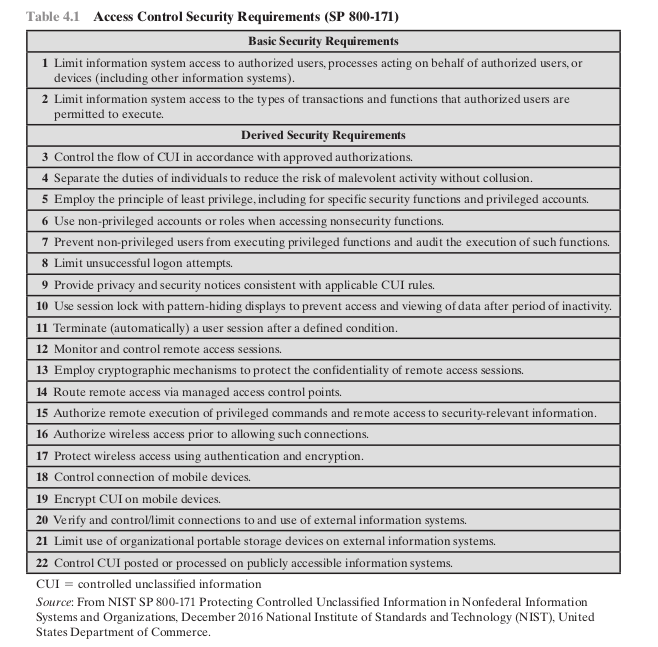 Table 4.1 Access Control Security Requirements (SP 800-171)
Basic Security Requirements
1 Limit information system access to authorized users, processes acting on behalf of authorized users, or
devices (including other information systems).
2 Limit information system access to the types of transactions and functions that authorized users are
permitted to execute.
Derived Security Requirements
3 Control the flow of CUI in accordance with approved authorizations.
4 Separate the duties of individuals to reduce the risk of malevolent activity without collusion.
5 Employ the principle of least privilege, including for specific security functions and privileged accounts.
6 Use non-privileged accounts or roles when accessing nonsecurity functions.
7 Prevent non-privileged users from executing privileged functions and audit the execution of such functions.
8 Limit unsuccessful logon attempts.
9 Provide privacy and security notices consistent with applicable CUI rules.
10 Use session lock with pattern-hiding displays to prevent access and viewing of data after period of inactivity.
11 Terminate (automatically) a user session after a defined condition.
12 Monitor and control remote access sessions.
13 Employ cryptographic mechanisms to protect the confidentiality of remote access sessions.
14 Route remote access via managed access control points.
15 Authorize remote execution of privileged commands and remote access to security-relevant information.
16 Authorize wireless access prior to allowing such connections.
17 Protect wireless access using authentication and encryption.
18 Control connection of mobile devices.
19 Encrypt CUI on mobile devices.
20 Verify and control/limit connections to and use of external information systems.
21 Limit use of organizational portable storage devices on external information systems.
22 Control CUI posted or processed on publicly accessible information systems.
CUI = controlled unclassified information
Source: From NIST SP 800-171 Protecting Controlled Unclassified Information in Nonfederal Information
Systems and Organizations, December 2016 National Institute of Standards and Technology (NIST), United
States Department of Commerce.